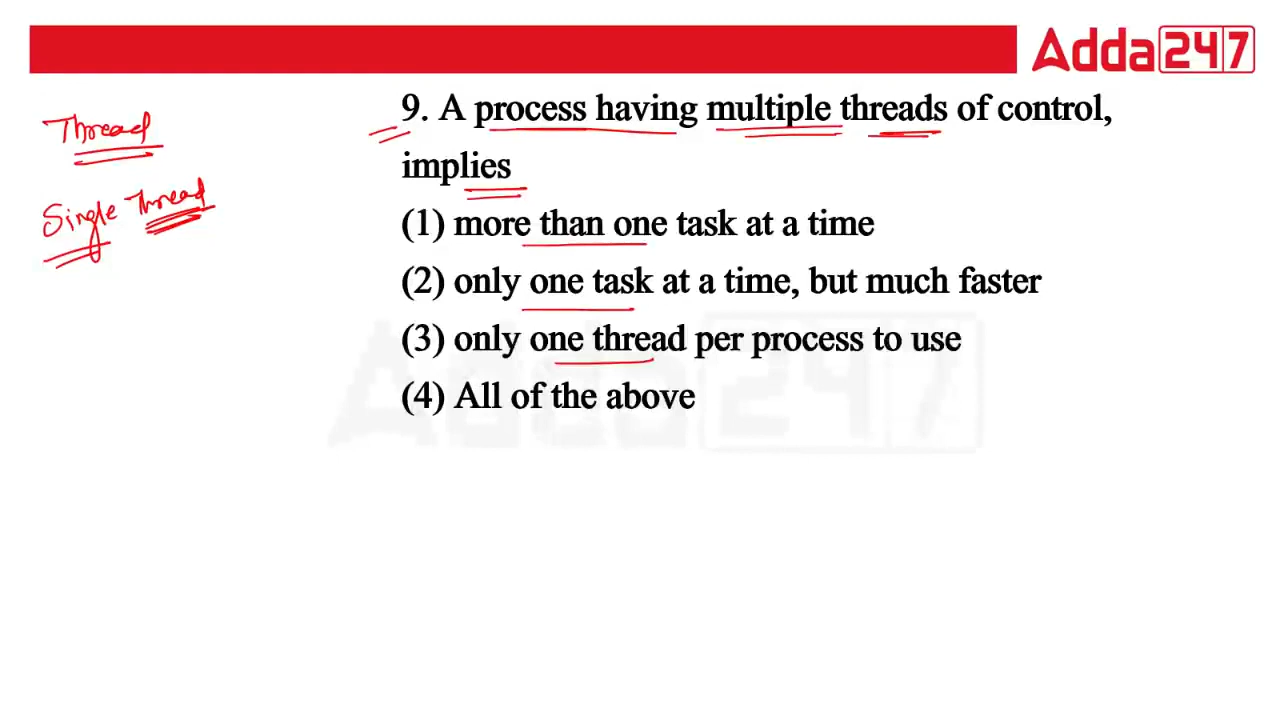 Adda247
9. A process having multiple threads of control,
implies
(1) more than one task at a time
(2) only one task at a time, but much faster
(3) only one thread per process to use
(4) All of the above
Thread
Single Thread
Adda247